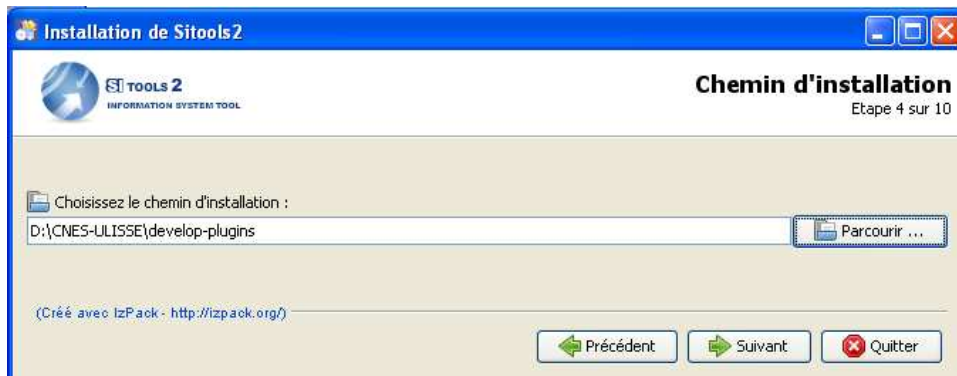 Installation de Sitools2
SI TOOLS 2
INFORMATION SYSTEM TOOL
Chemin d'installation
Etape 4 sur 10
Choisissez le chemin d'installation :
D:\CNES-ULISSE\develop-plugins
Parcourir ...
(Créé avec IzPack - http://izpack.org/)
Précédent
Suivant
Quitter